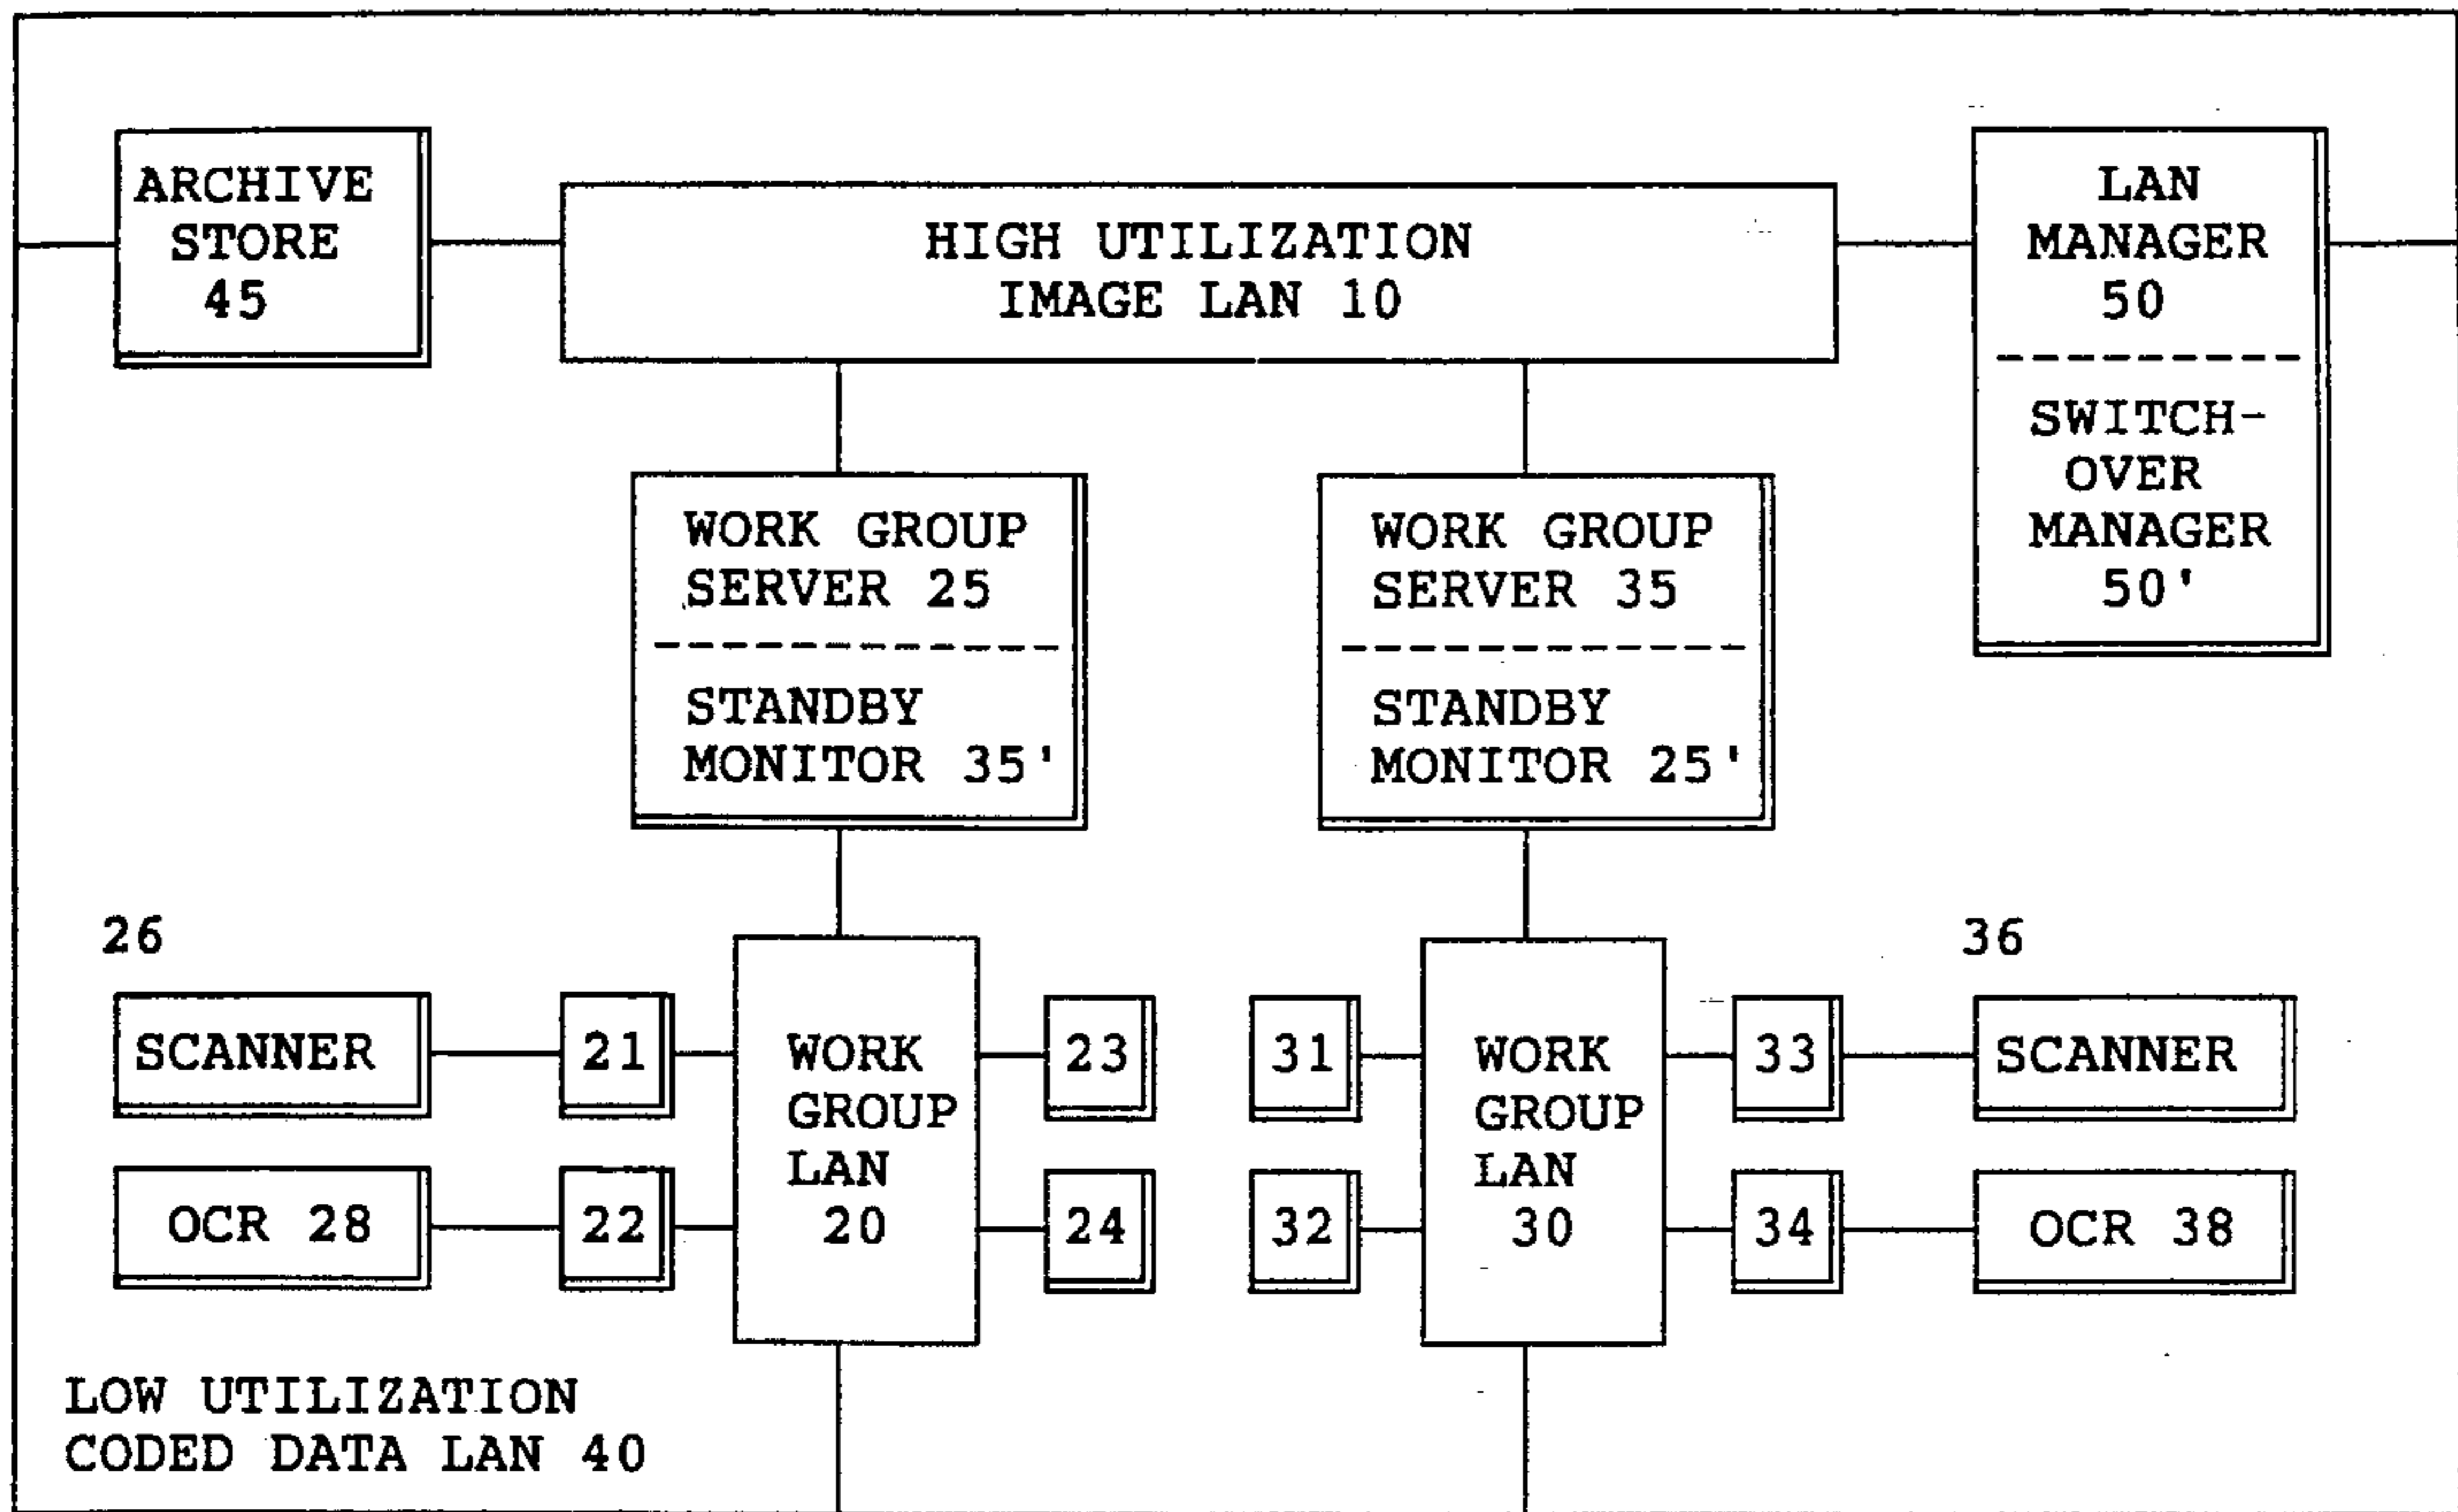 ARCHIVE
STORE
45
HIGH UTILIZATION
IMAGE LAN 10
LAN
MANAGER
50
SWITCH-
OVER
MANAGER
50'
WORK GROUP
SERVER 25
STANDBY
MONITOR 35'
WORK GROUP
SERVER 35
STANDBY
MONITOR 25'
26
SCANNER
21
OCR 28
22
WORK
GROUP
LAN
20
23
24
31
32
WORK
GROUP
LAN
30
33
34
36
SCANNER
OCR 38
LOW UTILIZATION
CODED DATA LAN 40